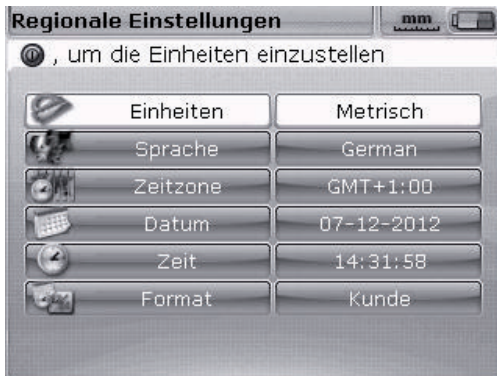 Regionale Einstellungen mm
, um die Einheiten einzustellen
Einheiten Metrisch
Sprache German
Zeitzone GMT+1:00
Datum 07-12-2012
Zeit 14:31:58
Format Kunde